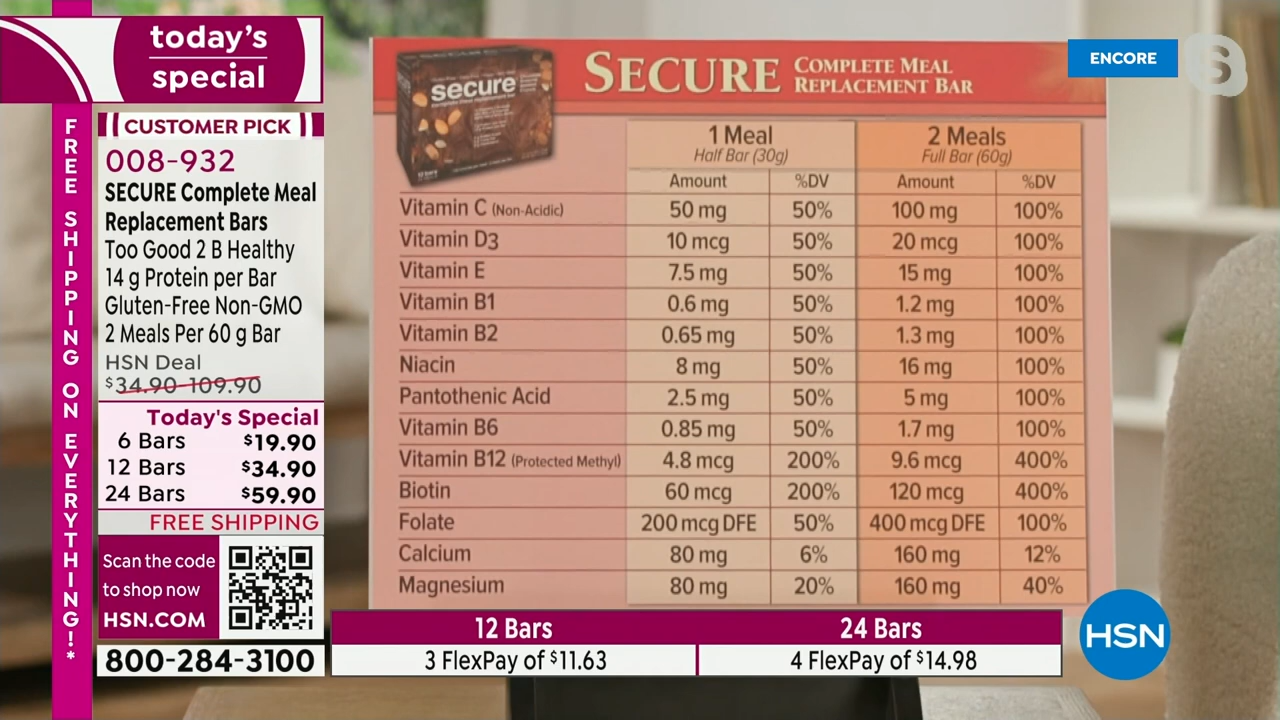 today's
special
FREE SHIPPING ON EVERYTHING!*
CUSTOMER PICK
008-932
SECURE Complete Meal
Replacement Bars
Too Good 2 B Healthy
14 g Protein per Bar
Gluten-Free Non-GMO
2 Meals Per 60 g Bar
HSN Deal
$34.90-109.90
Today's Special
6 Bars $19.90
12 Bars $34.90
24 Bars $59.90
FREE SHIPPING
Scan the code
to shop now
HSN.COM
800-284-3100
ENCORE
S
secure
SECURE COMPLETE MEAL
REPLACEMENT BAR
1 Meal 2 Meals
Half Bar (30g) Full Bar (60g)
Amount %DV Amount %DV
Vitamin C (Non-Acidic) 50 mg 50% 100 mg 100%
Vitamin D3 10 mcg 50% 20 mcg 100%
Vitamin E 7.5 mg 50% 15 mg 100%
Vitamin B1 0.6 mg 50% 1.2 mg 100%
Vitamin B2 0.65 mg 50% 1.3 mg 100%
Niacin 8 mg 50% 16 mg 100%
Pantothenic Acid 2.5 mg 50% 5 mg 100%
Vitamin B6 0.85 mg 50% 1.7 mg 100%
Vitamin B12 (Protected Methyl) 4.8 mcg 200% 9.6 mcg 400%
Biotin 60 mcg 200% 120 mcg 400%
Folate 200 mcg DFE 50% 400 mcg DFE 100%
Calcium 80 mg 6% 160 mg 12%
Magnesium 80 mg 20% 160 mg 40%
12 Bars 24 Bars
3 FlexPay of $11.63 4 FlexPay of $14.98
HSN